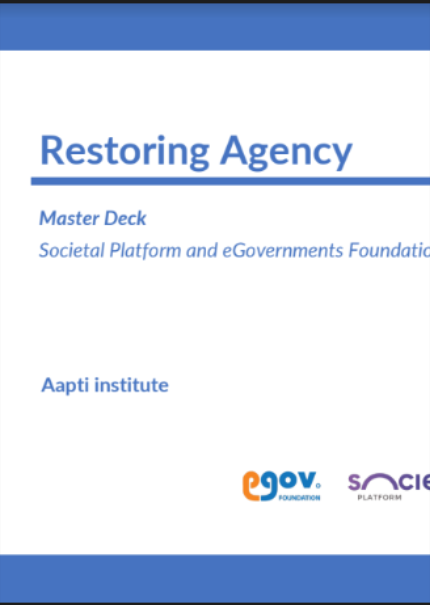 Restoring Agency
Master Deck
Societal Platform and eGovernments Foundatio
Aapti institute
egov.
FOUNDATION
SOCIE
PLATFORM